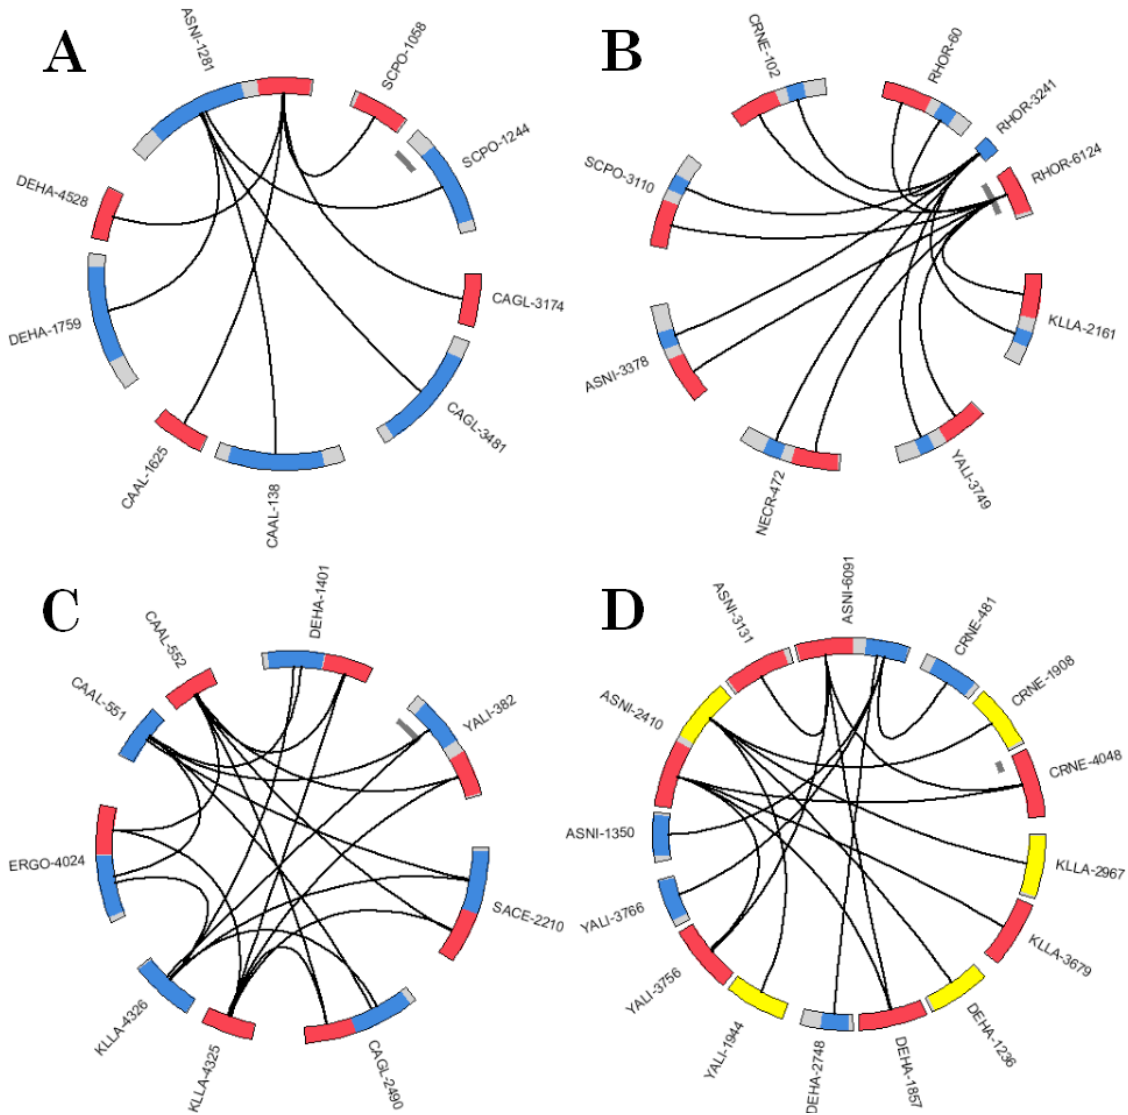 A
ASNI-1281
SCPO-1058
SCPO-1244
CAGL-3174
CAGL-3481
CAAL-138
CAAL-1625
DEHA-1759
DEHA-4528
B
CRNE-102
RHOR-60
RHOR-3241
RHOR-6124
KLLA-2161
YALI-3749
NECR-472
ASNI-3378
SCPO-3110
C
CAAL-551
CAAL-552
DEHA-1401
YALI-382
SACE-2210
CAGL-2490
KLLA-4325
KLLA-4326
ERGO-4024
D
ASNI-2410
ASNI-3131
ASNI-6091
CRNE-481
CRNE-1908
CRNE-4048
KLLA-2967
KLLA-3679
DEHA-1236
DEHA-1857
DEHA-2748
YALI-1944
YALI-3756
YALI-3766
ASNI-1350